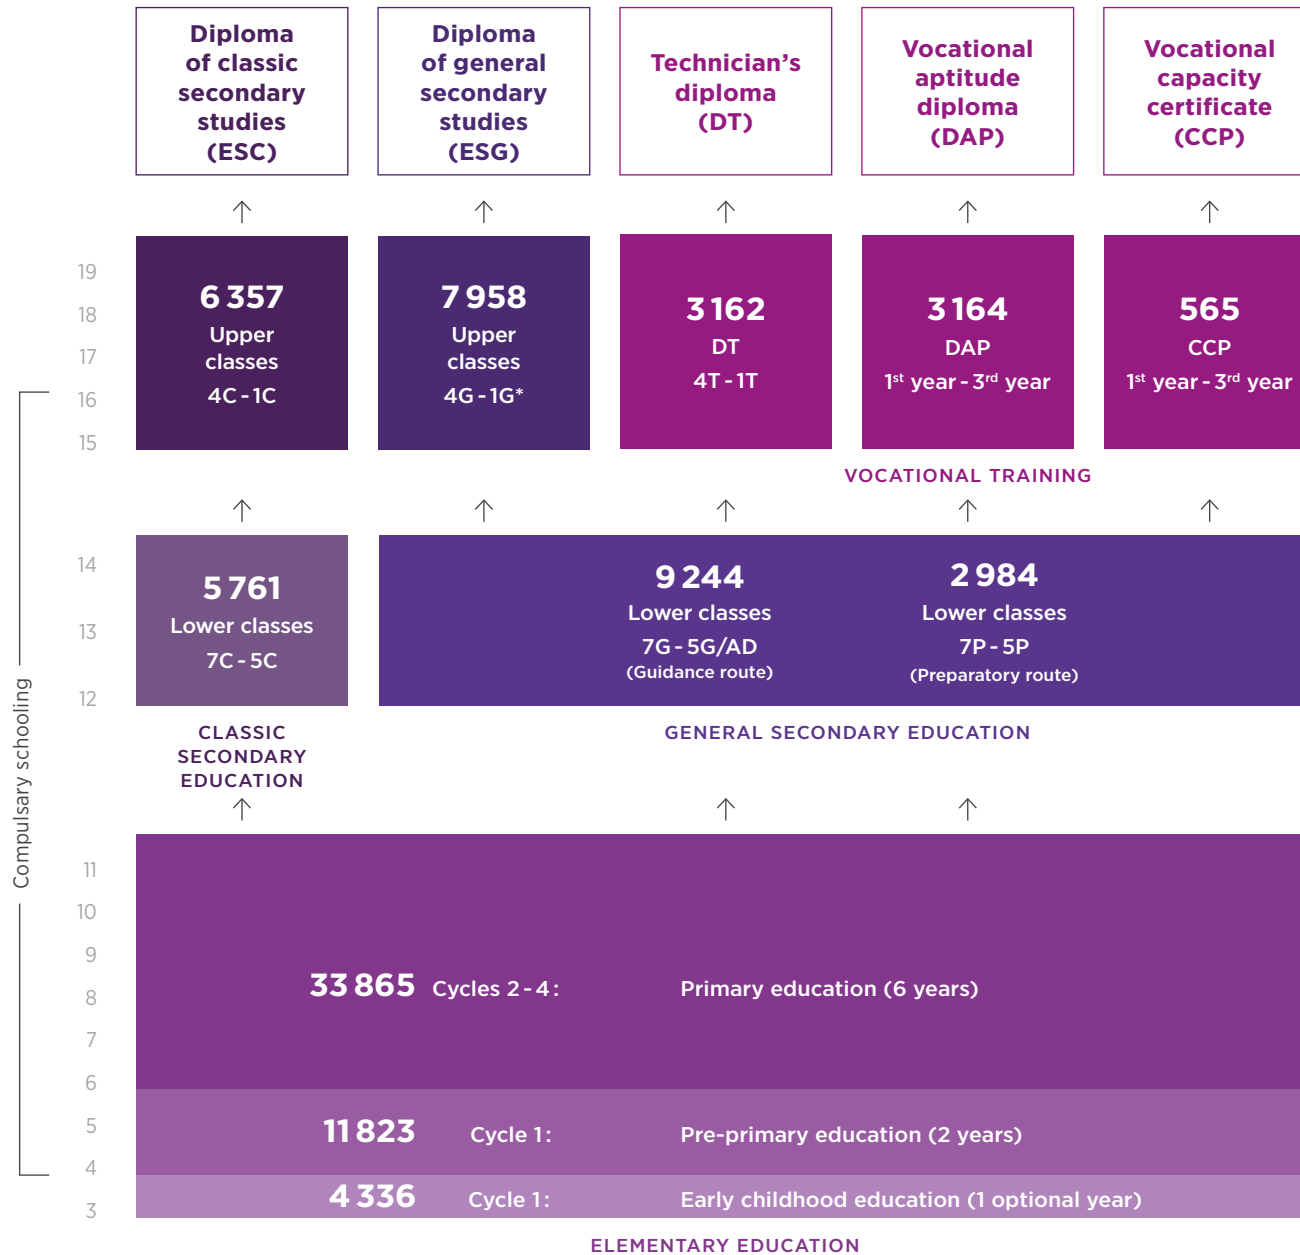 Diploma
of classic
secondary
studies
(ESC)
Diploma
of general
secondary
studies
(ESG)
Technician's
diploma
(DT)
Vocational
aptitude
diploma
(DAP)
Vocational
capacity
certificate
(CCP)
19
18
17
16
15
6 357
Upper
classes
4C - 1C
7 958
Upper
classes
4G - 1G*
3 162
DT
4T - 1T
3 164
DAP
1st year - 3rd year
565
CCP
1st year - 3rd year
VOCATIONAL TRAINING
14
13
12
5 761
Lower classes
7C - 5C
9 244
Lower classes
7G - 5G/AD
(Guidance route)
2 984
Lower classes
7P - 5P
(Preparatory route)
CLASSIC
SECONDARY
EDUCATION
GENERAL SECONDARY EDUCATION
Compulsary schooling
11
10
9
8
7
6
5
4
3
33 865 Cycles 2 - 4: Primary education (6 years)
11 823 Cycle 1: Pre-primary education (2 years)
4 336 Cycle 1: Early childhood education (1 optional year)
ELEMENTARY EDUCATION